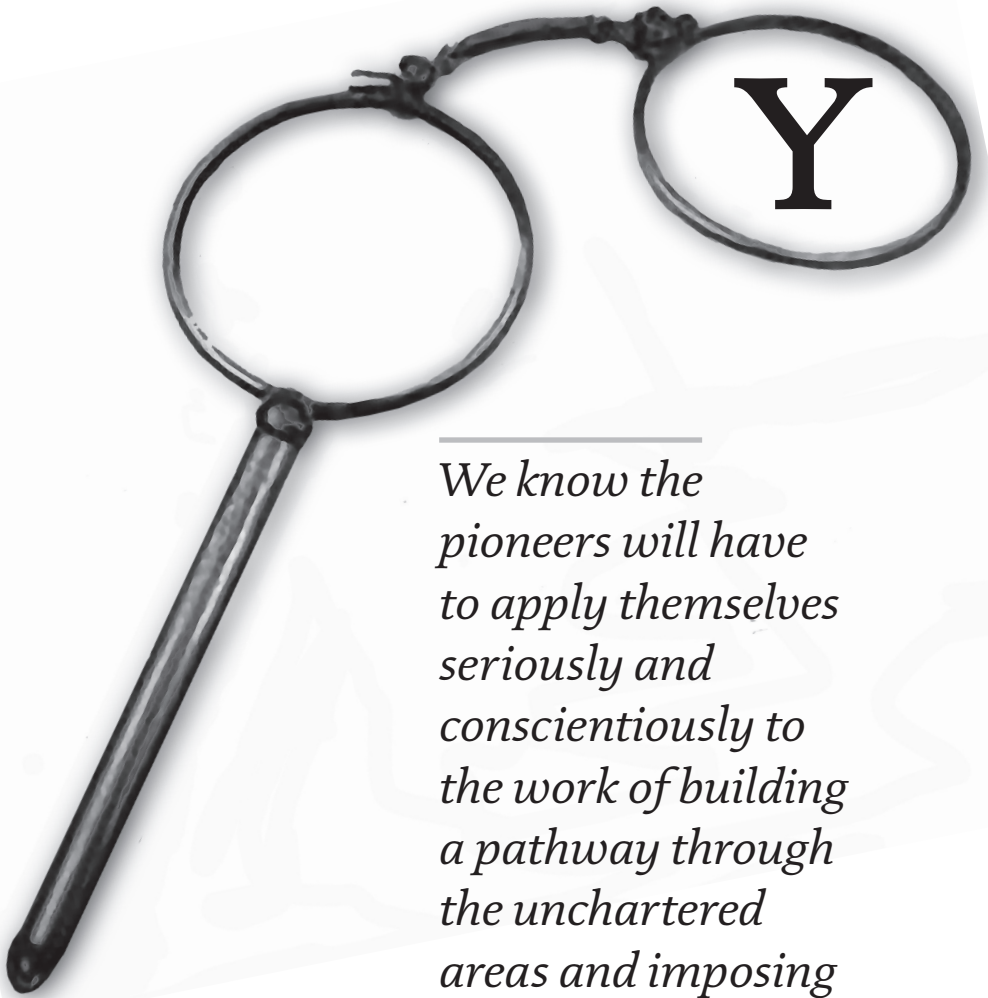 Y
We know the
pioneers will have
to apply themselves
seriously and
conscientiously to
the work of building
a pathway through
the unchartered
areas and imposing